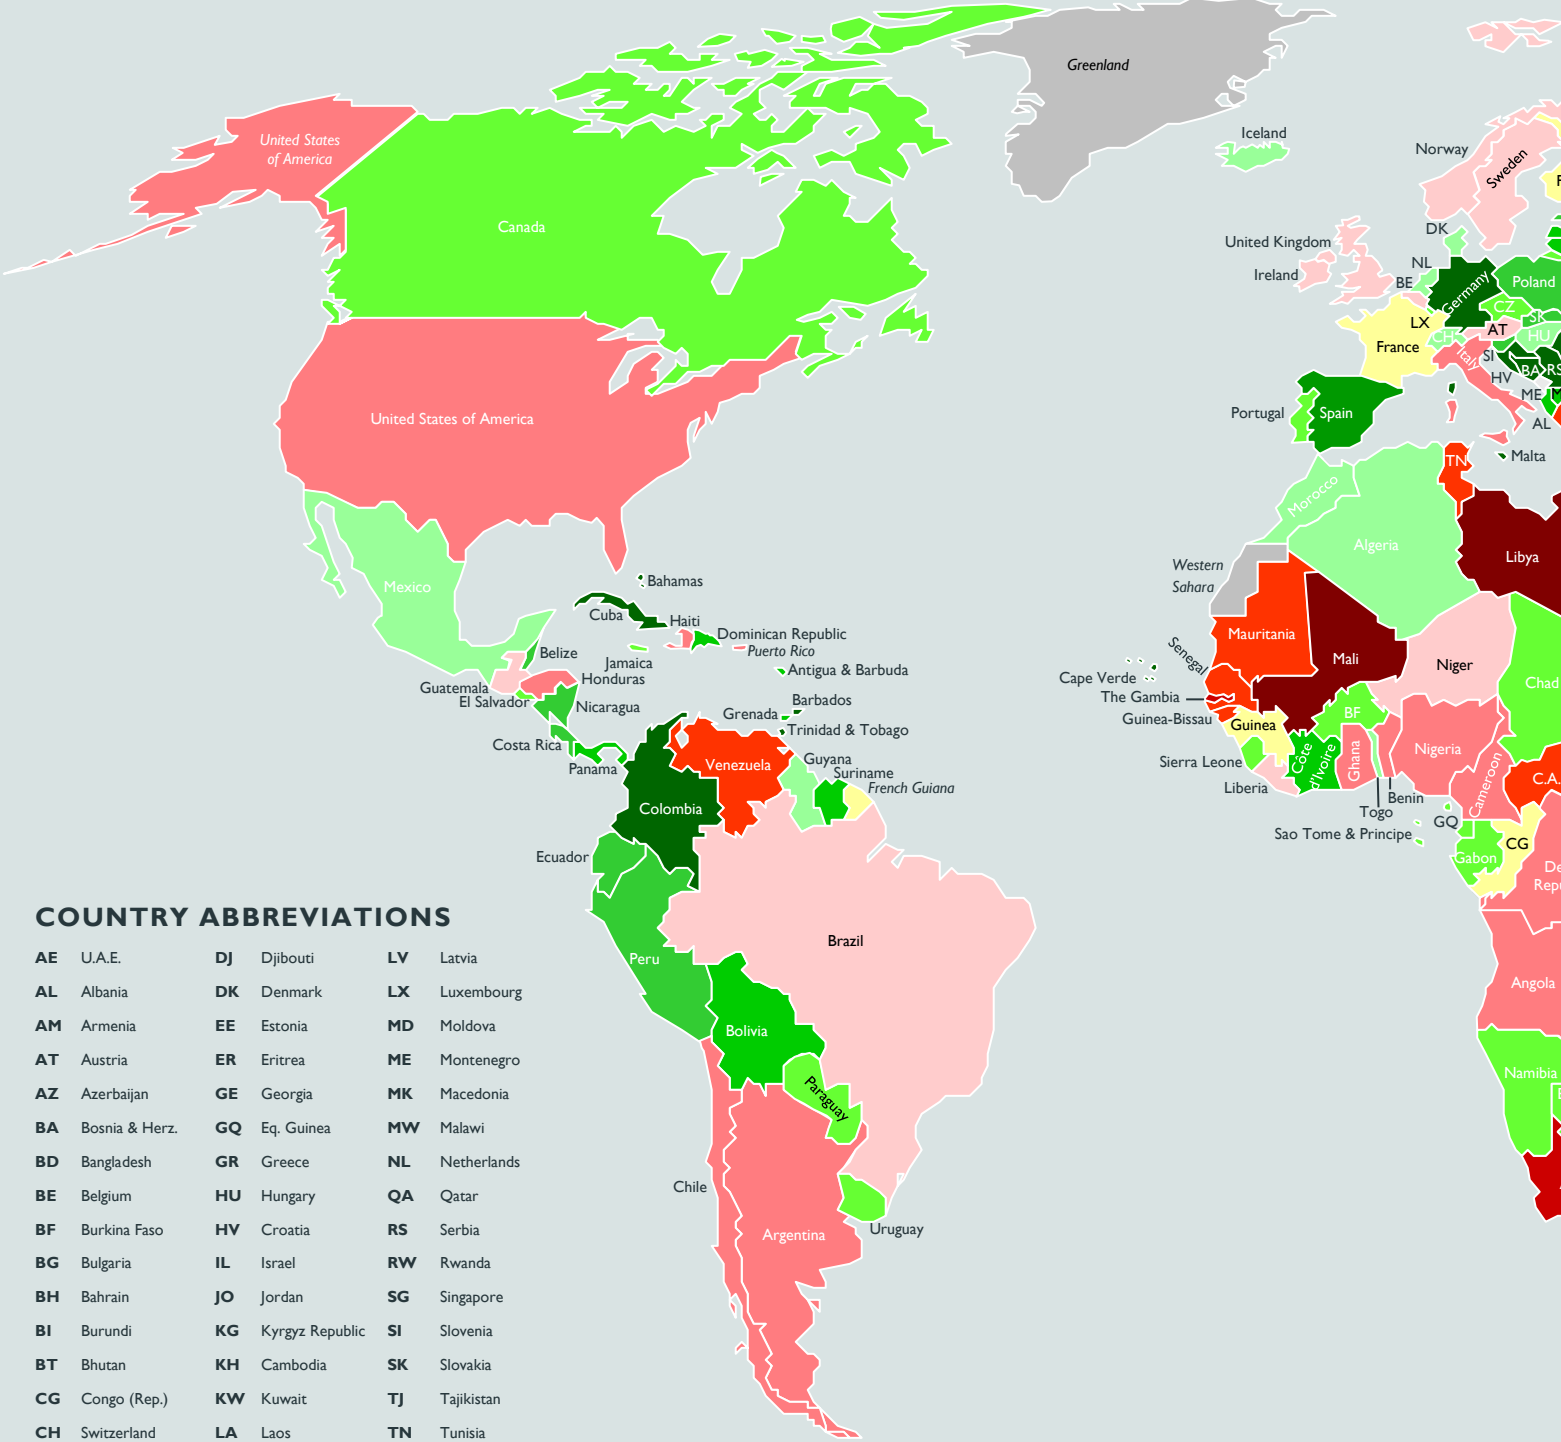 Greenland
United States
of America
Iceland
Norway
Sweden
F
Canada
DK
United Kingdom
NL
Ireland
BE
Germany
Poland
CZ
SK
LX
AT
CH
HU
France
Italy
SI
BA
RS
HV
ME
M
AL
United States of America
Portugal
Spain
Malta
TN
Morocco
Algeria
Libya
Western
Sahara
Mexico
Bahamas
Cuba
Haiti
Dominican Republic
Puerto Rico
Belize
Jamaica
Antigua & Barbuda
Guatemala
Honduras
El Salvador
Nicaragua
Barbados
Grenada
Trinidad & Tobago
Costa Rica
Panama
Venezuela
Guyana
Suriname
French Guiana
Colombia
Ecuador
Peru
Brazil
Bolivia
Paraguay
Chile
Argentina
Uruguay
Mauritania
Mali
Niger
Chad
Senegal
Cape Verde
The Gambia
Guinea-Bissau
Guinea
BF
Sierra Leone
Liberia
Côte
d'Ivoire
Ghana
Nigeria
Cameroon
C.A.
Benin
Togo
GQ
Sao Tome & Principe
Gabon
CG
De
Rep
Angola
Namibia
COUNTRY ABBREVIATIONS
AE U.A.E. DJ Djibouti LV Latvia
AL Albania DK Denmark LX Luxembourg
AM Armenia EE Estonia MD Moldova
AT Austria ER Eritrea ME Montenegro
AZ Azerbaijan GE Georgia MK Macedonia
BA Bosnia & Herz. GQ Eq. Guinea MW Malawi
BD Bangladesh GR Greece NL Netherlands
BE Belgium HU Hungary QA Qatar
BF Burkina Faso HV Croatia RS Serbia
BG Bulgaria IL Israel RW Rwanda
BH Bahrain JO Jordan SG Singapore
BI Burundi KG Kyrgyz Republic SI Slovenia
BT Bhutan KH Cambodia SK Slovakia
CG Congo (Rep.) KW Kuwait TJ Tajikistan
CH Switzerland LA Laos TN Tunisia